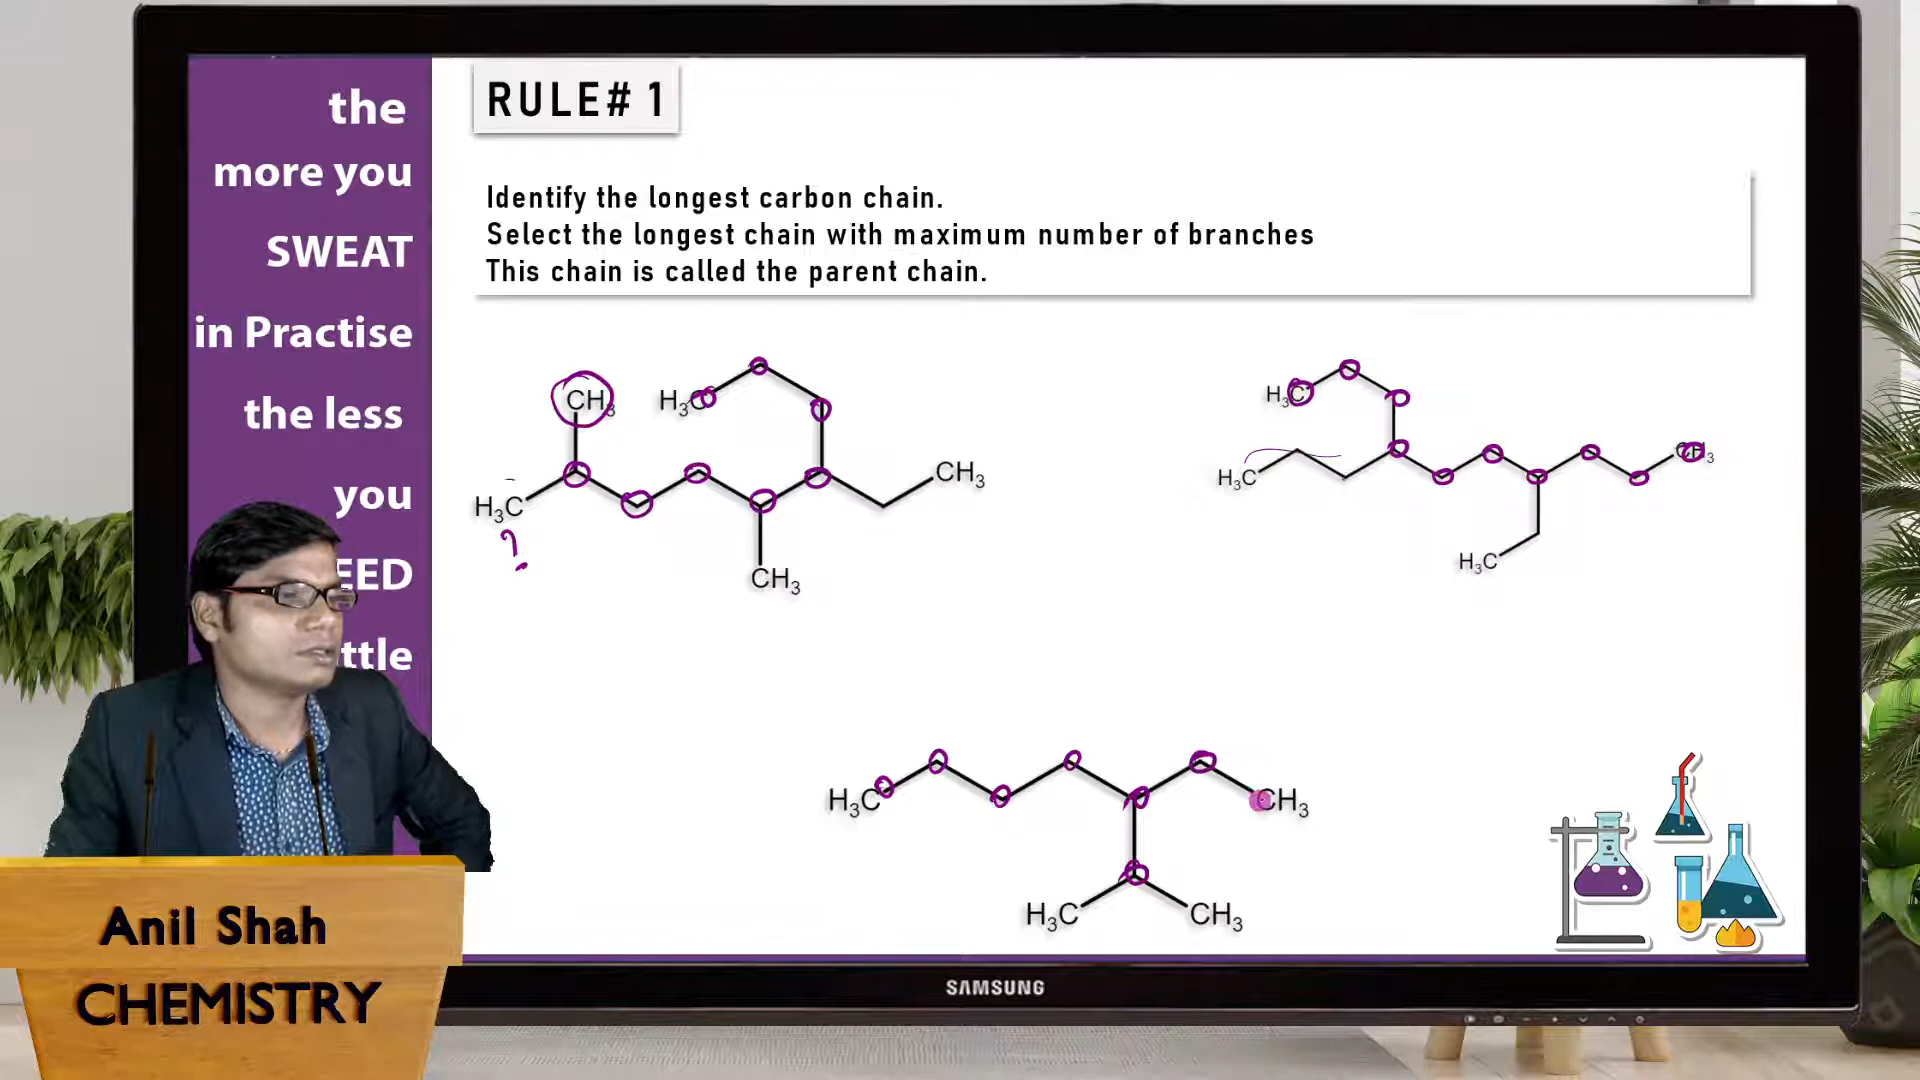 the
more you
SWEAT
in Practise
the less
you
EED
ttle
RULE# 1
Identify the longest carbon chain.
Select the longest chain with maximum number of branches
This chain is called the parent chain.
CH3
H3C
CH3
H3C
?
CH3
H3C
CH3
H3C
H3C
H3C
CH3
H3C
CH3
Anil Shah
CHEMISTRY
SAMSUNG